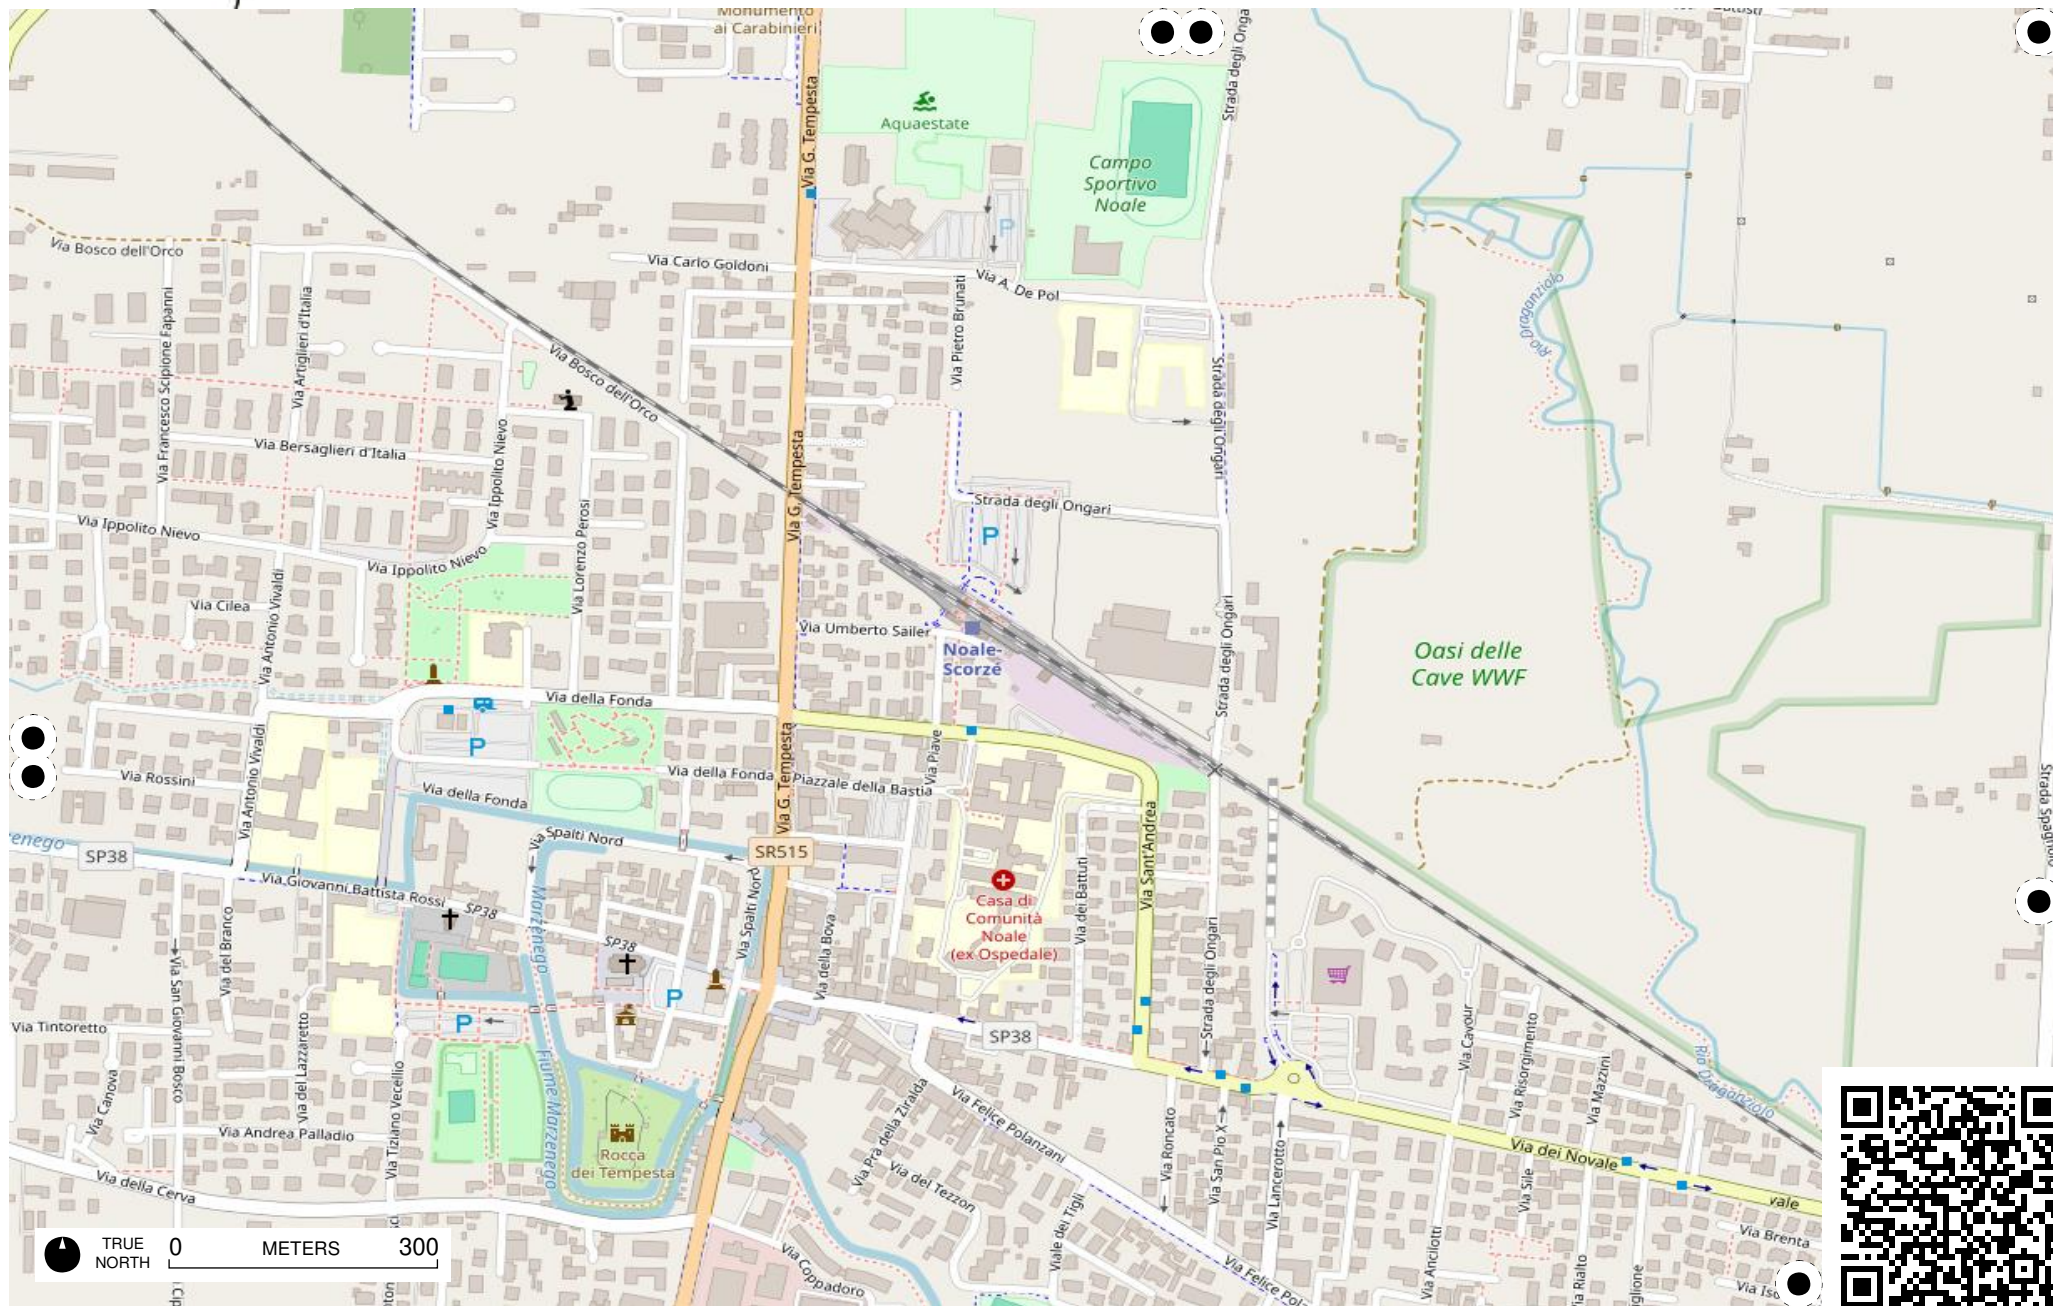 Monumento
ai Carabinieri
Via G. Tempesta
Strada degli Ongari
Aquaestate
Campo
Sportivo
Noale
P
Via Bosco dell'Orco
Via Carlo Goldoni
Via A. De Pol
Via Pietro Brunati
Via Francesco Scipione Fapanni
Via Artiglieri d'Italia
Via Bosco dell'Orco
Rio Draganziolo
Strada degli Ongari
Via Bersaglieri d'Italia
Via Ippolito Nievo
Via G. Tempesta
Strada degli Ongari
Via Ippolito Nievo
Via Ippolito Nievo
Via Lorenzo Perosi
P
Via Cilea
Via Antonio Vivaldi
Via Umberto Sailer
Noale-
Scorzé
Strada degli Ongari
Oasi delle
Cave WWF
Via della Fonda
P
Via Antonio Vivaldi
Via G. Tempesta
Via Piave
Via Rossini
Via della Fonda
Via della Fonda
Piazzale della Bastia
Via Spalti Nord
Via Sant'Andrea
SP38
SR515
Via Giovanni Battista Rossi
SP38
Marzenego
SP38
Via Spalti Nord
Via della Bova
Casa di
Comunità
Noale
(ex Ospedale)
Via dei Battuti
Strada degli Ongari
Via del Branco
Via San Giovanni Bosco
P
P
SP38
Via Tintoretto
Via del Lazzaretto
Via Canova
Via Tiziano Vecellio
Fiume Marzenego
Via Cavour
Via Risorgimento
Via Mazzini
Rio Draganziolo
Via Andrea Palladio
Rocca
dei Tempesta
Via Pra della Ziralda
Via Felice Polanzani
Via Roncato
Via San Pio X
Via Lancerotto
Via dei Novale
Via della Cerva
Via del Tezzon
Viale dei Tigli
Via Sile
Via Brenta
Via Coppadoro
Via Ancilotti
Via Rialto
TRUE
NORTH
0 METERS 300